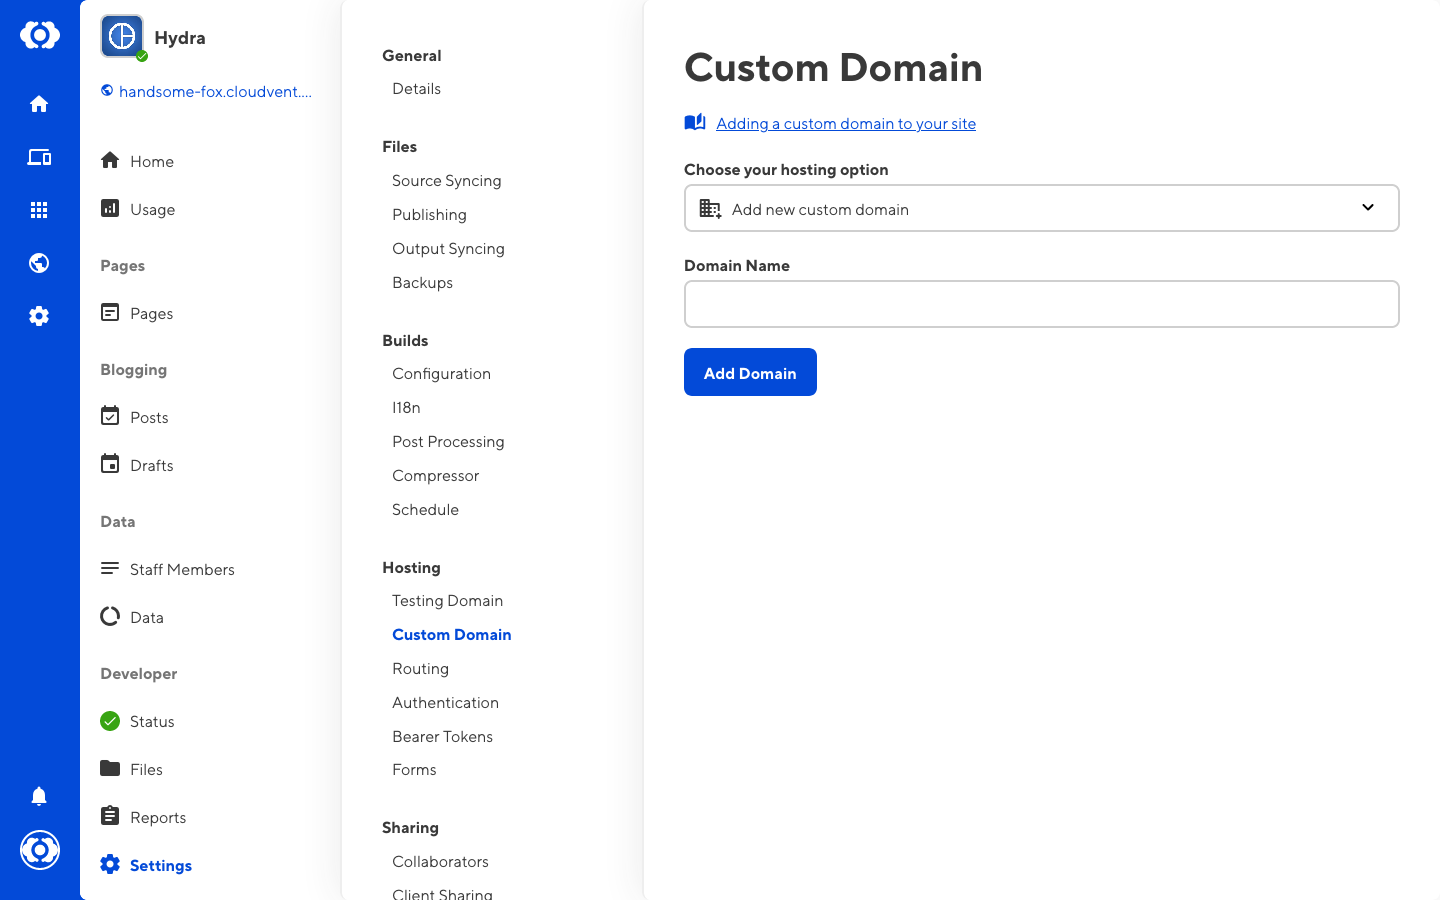 Hydra
handsome-fox.cloudvent....
Home
Usage
Pages
Pages
Blogging
Posts
Drafts
Data
Staff Members
Data
Developer
Status
Files
Reports
Settings
General
Details
Files
Source Syncing
Publishing
Output Syncing
Backups
Builds
Configuration
I18n
Post Processing
Compressor
Schedule
Hosting
Testing Domain
Custom Domain
Routing
Authentication
Bearer Tokens
Forms
Sharing
Collaborators
Client Sharing
Custom Domain
Adding a custom domain to your site
Choose your hosting option
Add new custom domain
Domain Name
Add Domain